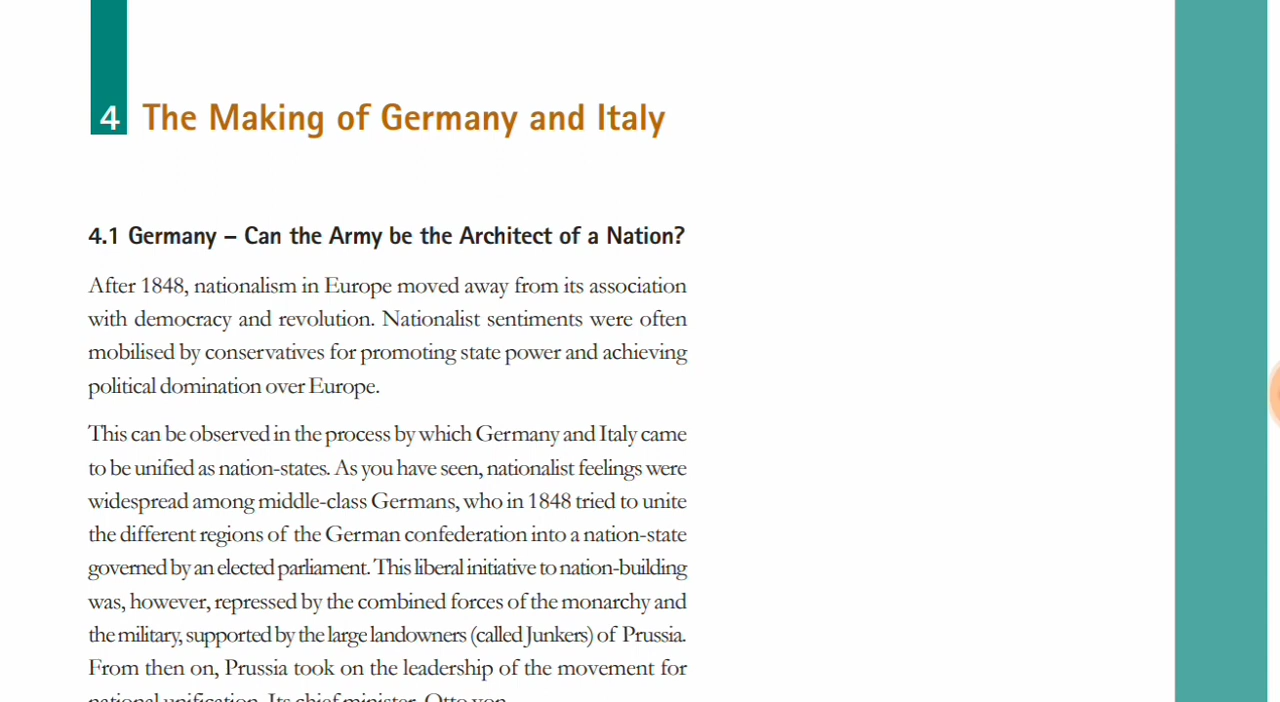 4 The Making of Germany and Italy
4.1 Germany – Can the Army be the Architect of a Nation?
After 1848, nationalism in Europe moved away from its association
with democracy and revolution. Nationalist sentiments were often
mobilised by conservatives for promoting state power and achieving
political domination over Europe.
This can be observed in the process by which Germany and Italy came
to be unified as nation-states. As you have seen, nationalist feelings were
widespread among middle-class Germans, who in 1848 tried to unite
the different regions of the German confederation into a nation-state
governed by an elected parliament. This liberal initiative to nation-building
was, however, repressed by the combined forces of the monarchy and
the military, supported by the large landowners (called Junkers) of Prussia.
From then on, Prussia took on the leadership of the movement for
national unification. Its chief minister, Otto von